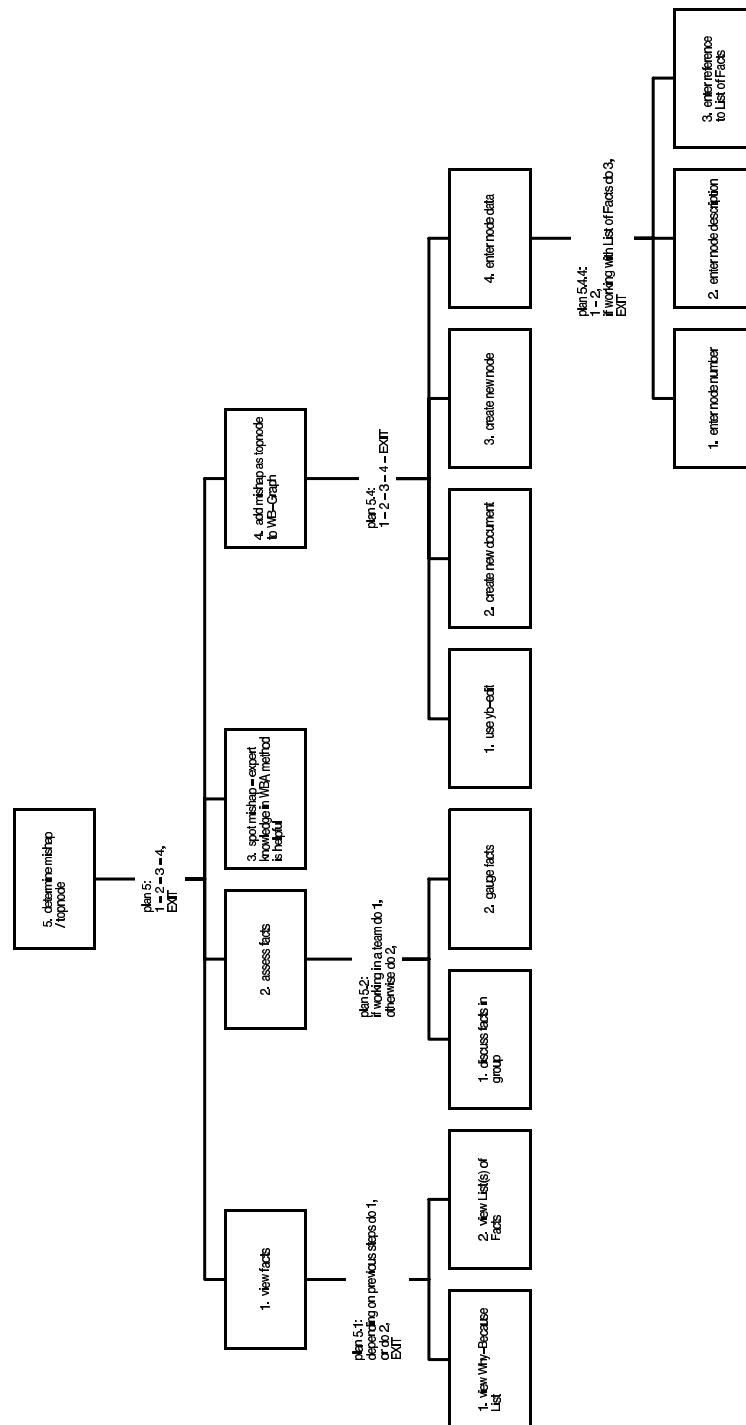 5. determine mishap
/ topnode
plan 5:
1 – 2 – 3 – 4,
EXIT
1. view facts
2. assess facts
3. spot mishap – expert
knowledge in WBA method
is helpful
4. add mishap as topnode
to WB–Graph
plan 5.1:
depending on previous steps do 1,
or do 2,
EXIT
plan 5.2:
if working in a team do 1,
otherwise do 2,
plan 5.4:
1 – 2 – 3 – 4 – EXIT
1. view Why–Because
List
2. view List(s) of
Facts
1. discuss facts in
group
2. gauge facts
1. use yb–edit
2. create new document
3. create new node
4. enter node data
plan 5.4.4:
1 – 2,
if working with List of Facts do 3,
EXIT
1. enter node number
2. enter node description
3. enter reference
to List of Facts